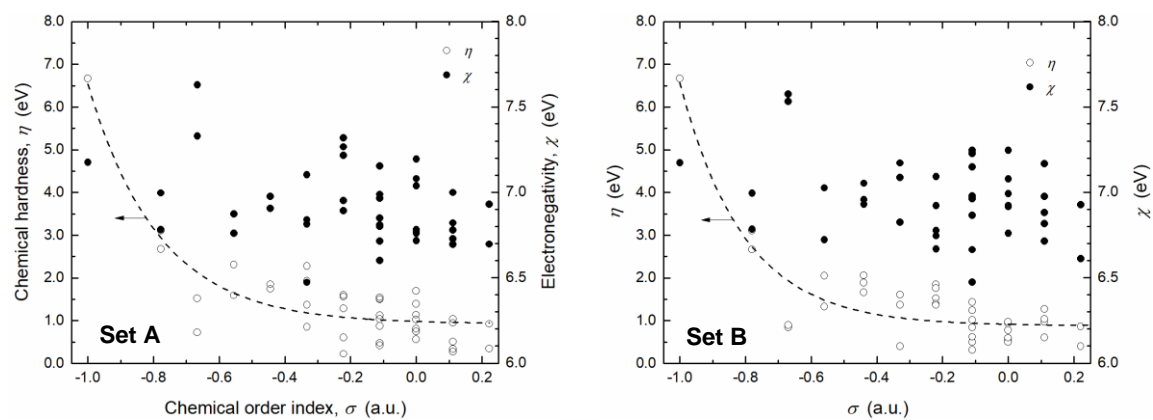 8.0
7.0
6.0
5.0
4.0
3.0
2.0
1.0
0.0
Chemical hardness, η (eV)
η
χ
Set A
8.0
7.5
7.0
6.5
6.0
Electronegativity, χ (eV)
-1.0 -0.8 -0.6 -0.4 -0.2 0.0 0.2
Chemical order index, σ (a.u.)
8.0
7.0
6.0
5.0
4.0
3.0
2.0
1.0
0.0
η (eV)
η
χ
Set B
8.0
7.5
7.0
6.5
6.0
χ (eV)
-1.0 -0.8 -0.6 -0.4 -0.2 0.0 0.2
σ (a.u.)